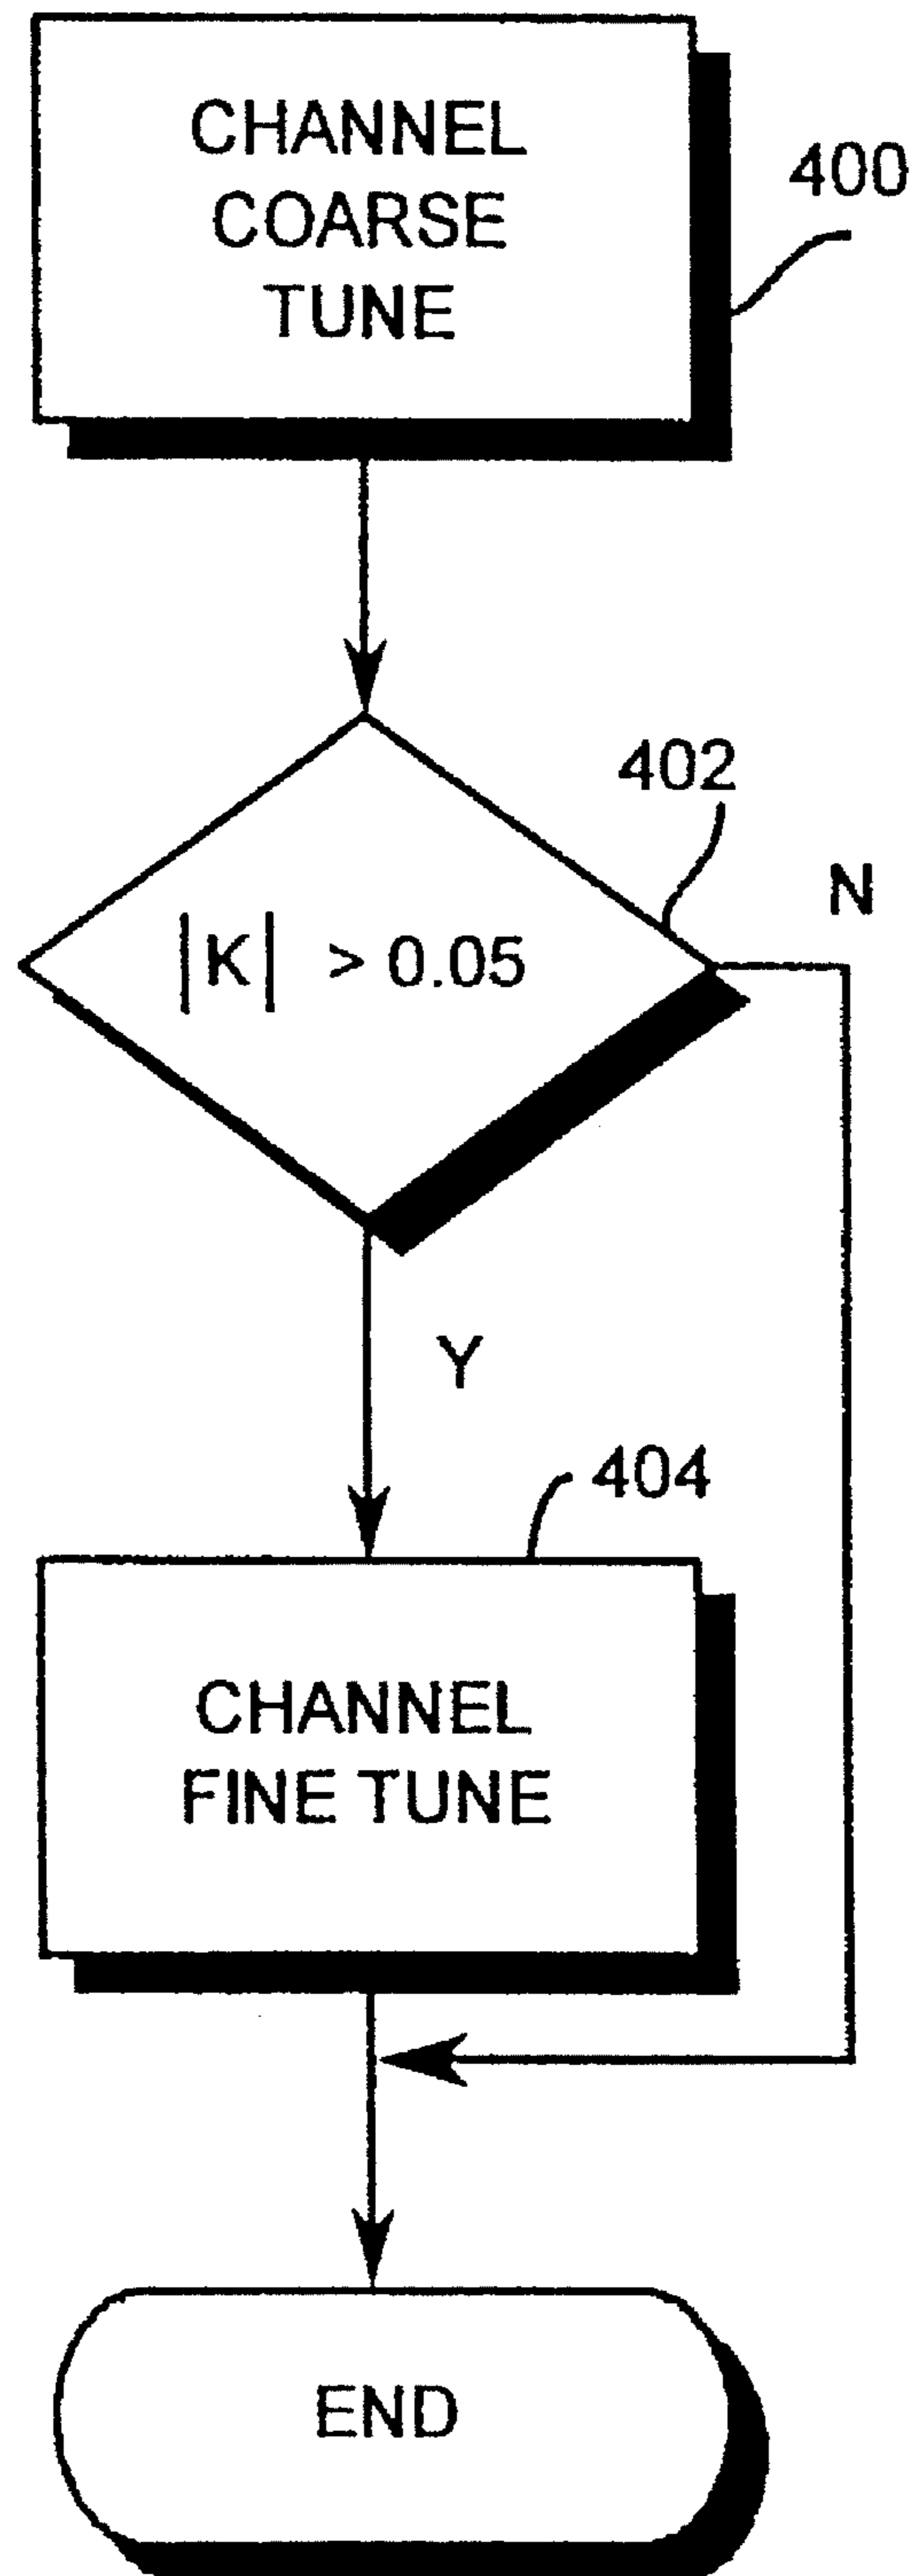 CHANNEL
COARSE
TUNE
400
402
|K| > 0.05
N
Y
404
CHANNEL
FINE TUNE
END